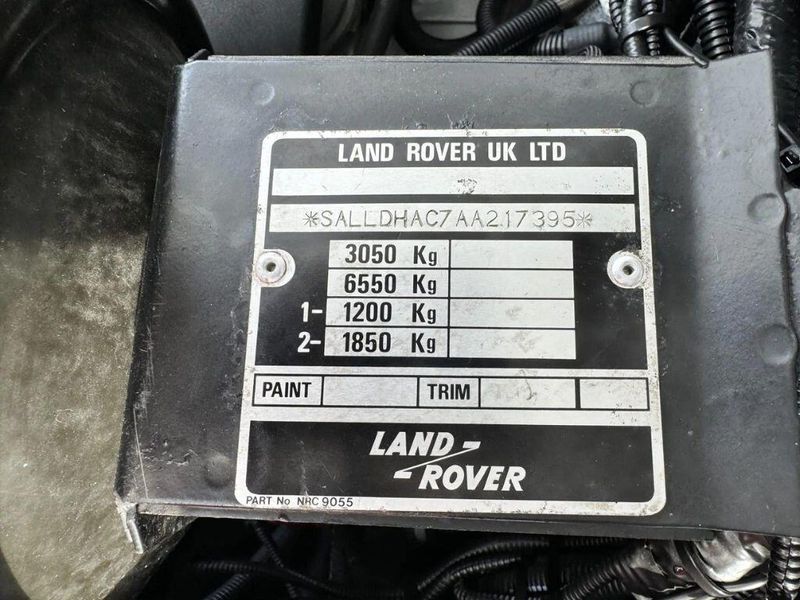 LAND ROVER UK LTD
*SALLDHAC7AA217395*
3050 Kg
6550 Kg
1- 1200 Kg
2- 1850 Kg
PAINT TRIM
LAND-
ROVER
PART No NRC 9055